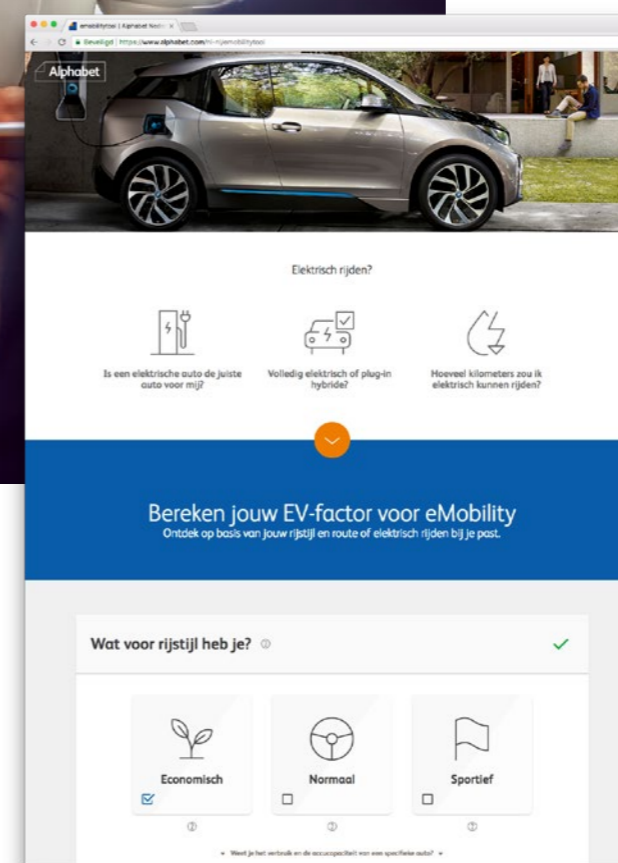 emobilitytool | Alphabet Neder
Beveiligd | https://www.alphabet.com/nl-nl/emobilitytool
Alphabet
Elektrisch rijden?
Is een elektrische auto de juiste auto voor mij?
Volledig elektrisch of plug-in hybride?
Hoeveel kilometers zou ik elektrisch kunnen rijden?
Bereken jouw EV-factor voor eMobility
Ontdek op basis van jouw rijstijl en route of elektrisch rijden bij je past.
Wat voor rijstijl heb je?
Economisch
Normaal
Sportief
Weet je het verbruik en de accucapaciteit van een specifieke auto?